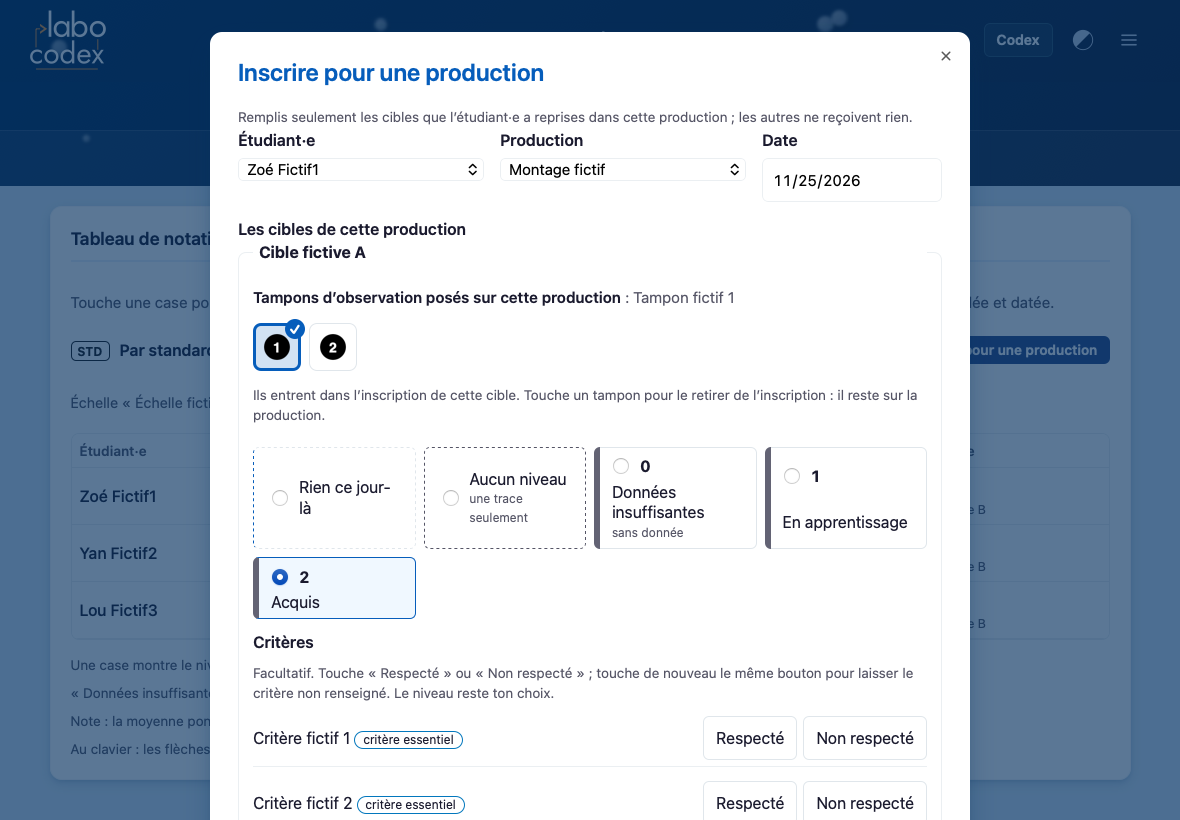 labo
codex
Codex
Inscrire pour une production
×
Remplis seulement les cibles que l’étudiant·e a reprises dans cette production ; les autres ne reçoivent rien.
Étudiant·e Production Date
Zoé Fictif1 Montage fictif 11/25/2026
Les cibles de cette production
Cible fictive A
Tampons d’observation posés sur cette production : Tampon fictif 1
1 2
Ils entrent dans l’inscription de cette cible. Touche un tampon pour le retirer de l’inscription : il reste sur la
production.
Rien ce jour-
là
Aucun niveau
une trace
seulement
0
Données
insuffisantes
sans donnée
1
En apprentissage
2
Acquis
Critères
Facultatif. Touche « Respecté » ou « Non respecté » ; touche de nouveau le même bouton pour laisser le
critère non renseigné. Le niveau reste ton choix.
Critère fictif 1 critère essentiel Respecté Non respecté
Critère fictif 2 critère essentiel Respecté Non respecté
Tableau de
Touche une case
et datée.
STD Par
pour une production
Échelle « Échelle
Étudiant·e
Zoé Fictif1 B
Yan Fictif2 B
Lou Fictif3 B
Une case montre le
« Données
Note : la moyenne
Au clavier : les flèches